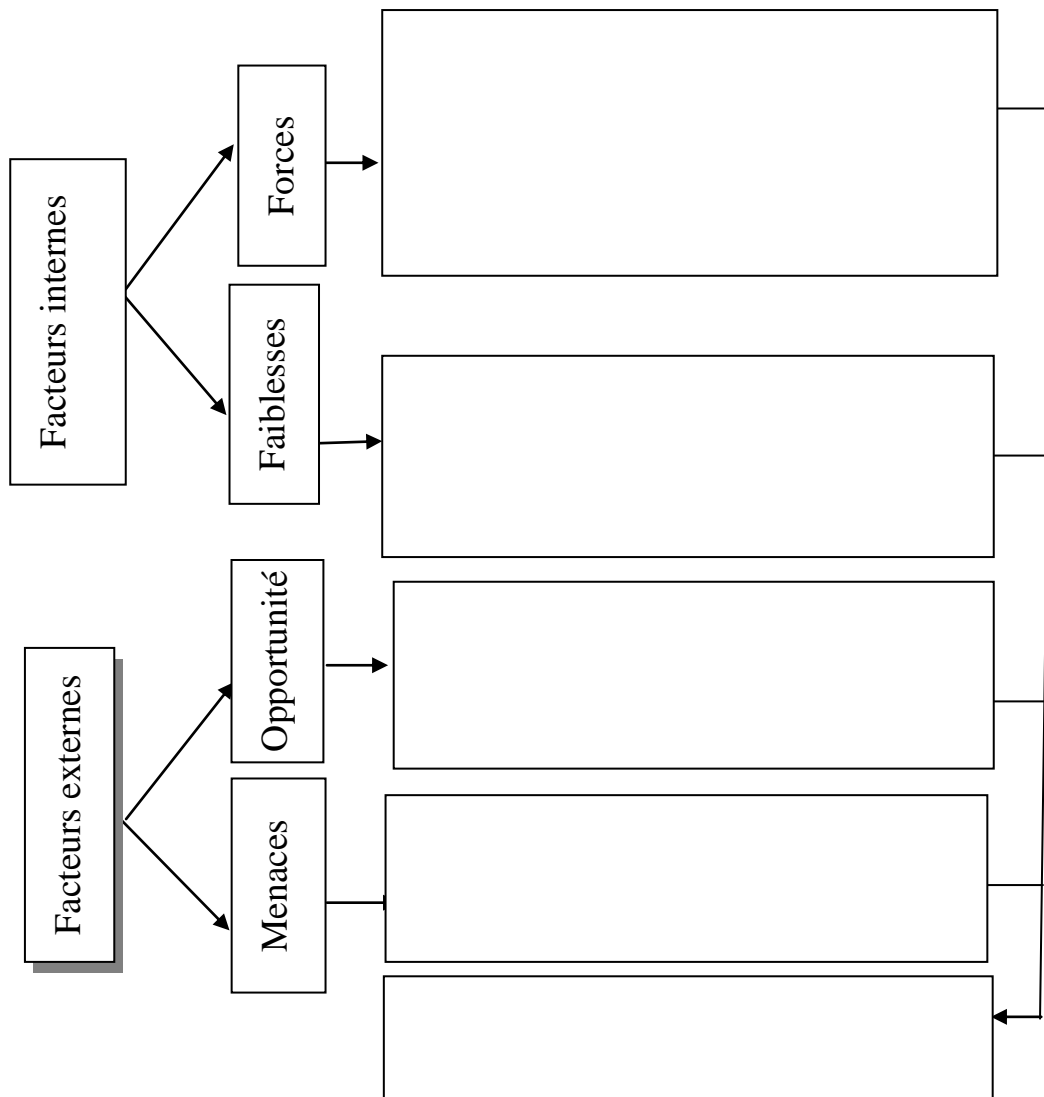 Facteurs internes
Forces
Faiblesses
Facteurs externes
Opportunité
Menaces